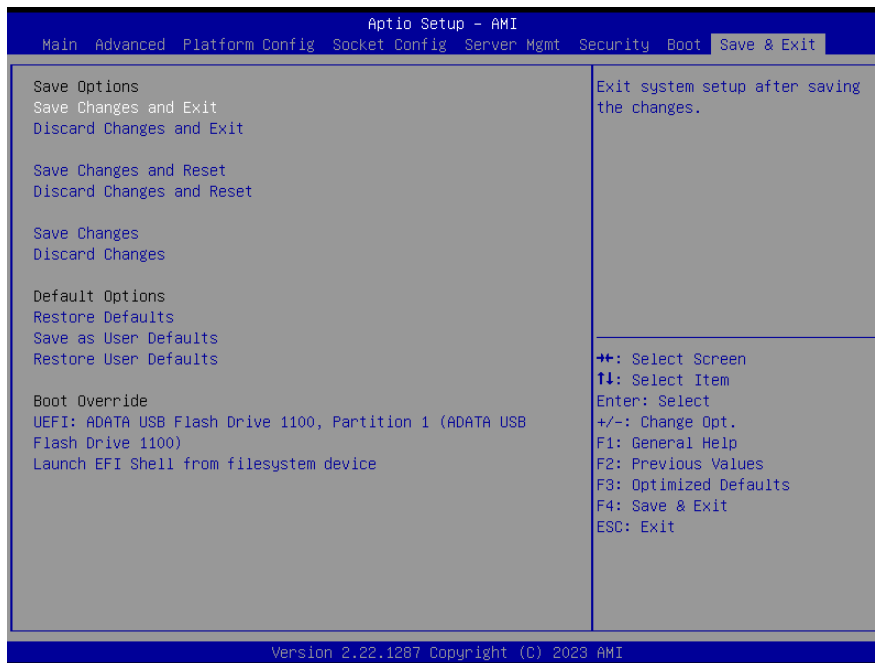 Aptio Setup – AMI
Main Advanced Platform Config Socket Config Server Mgmt Security Boot Save & Exit
Save Options
Save Changes and Exit
Discard Changes and Exit
Save Changes and Reset
Discard Changes and Reset
Save Changes
Discard Changes
Default Options
Restore Defaults
Save as User Defaults
Restore User Defaults
Boot Override
UEFI: ADATA USB Flash Drive 1100, Partition 1 (ADATA USB
Flash Drive 1100)
Launch EFI Shell from filesystem device
Exit system setup after saving
the changes.
→←: Select Screen
↑↓: Select Item
Enter: Select
+/-: Change Opt.
F1: General Help
F2: Previous Values
F3: Optimized Defaults
F4: Save & Exit
ESC: Exit
Version 2.22.1287 Copyright (C) 2023 AMI